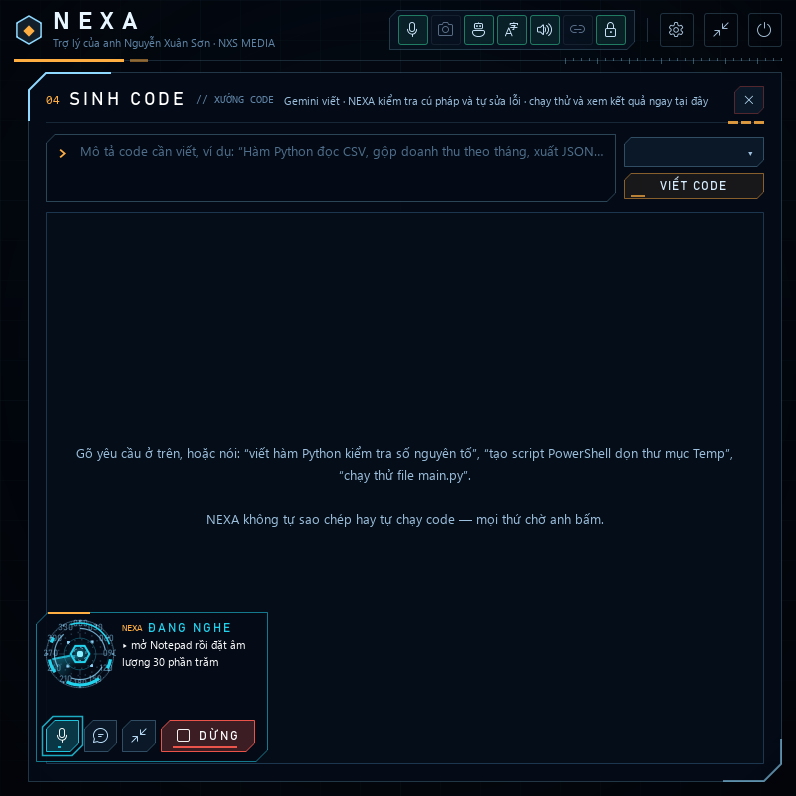 NEXA
Trợ lý của anh Nguyễn Xuân Sơn · NXS MEDIA
04 SINH CODE // XƯỞNG CODE Gemini viết · NEXA kiểm tra cú pháp và tự sửa lỗi · chạy thử và xem kết quả ngay tại đây
Mô tả code cần viết, ví dụ: “Hàm Python đọc CSV, gộp doanh thu theo tháng, xuất JSON...
VIẾT CODE
Gõ yêu cầu ở trên, hoặc nói: “viết hàm Python kiểm tra số nguyên tố”, “tạo script PowerShell dọn thư mục Temp”,
“chạy thử file main.py”.
NEXA không tự sao chép hay tự chạy code — mọi thứ chờ anh bấm.
NEXA ĐANG NGHE
‣ mở Notepad rồi đặt âm
lượng 30 phần trăm
DỪNG